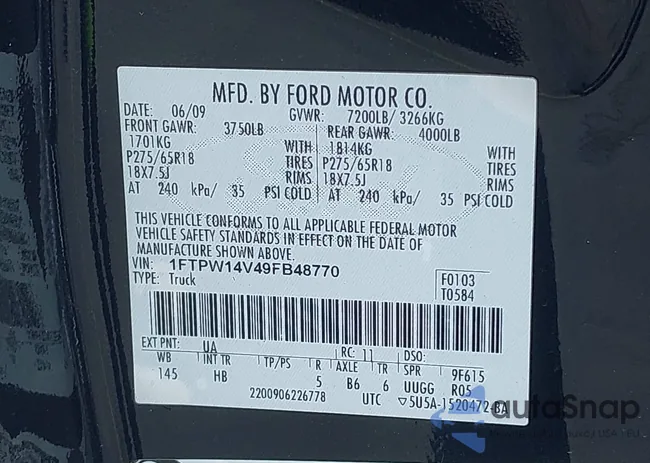 MFD. BY FORD MOTOR CO.
DATE: 06/09 GVWR: 7200LB/ 3266KG
FRONT GAWR: 3750LB REAR GAWR: 4000LB
1701KG WITH 1814KG WITH
P275/65R18 TIRES P275/65R18 TIRES
18X7.5J RIMS 18X7.5J RIMS
AT 240 kPa/ 35 PSI COLD AT 240 kPa/ 35 PSI COLD
THIS VEHICLE CONFORMS TO ALL APPLICABLE FEDERAL MOTOR
VEHICLE SAFETY STANDARDS IN EFFECT ON THE DATE OF
MANUFACTURE SHOWN ABOVE.
VIN: 1FTPW14V49FB48770
TYPE: Truck
F0103
T0584
EXT PNT: UA RC: 11
WB INT TR TP/PS R AXLE TR SPR 9F615
145 HB 5 B6 6 UUGG R05
2200906226778 UTC ▽5U5A-1520472-BA
autoSnap